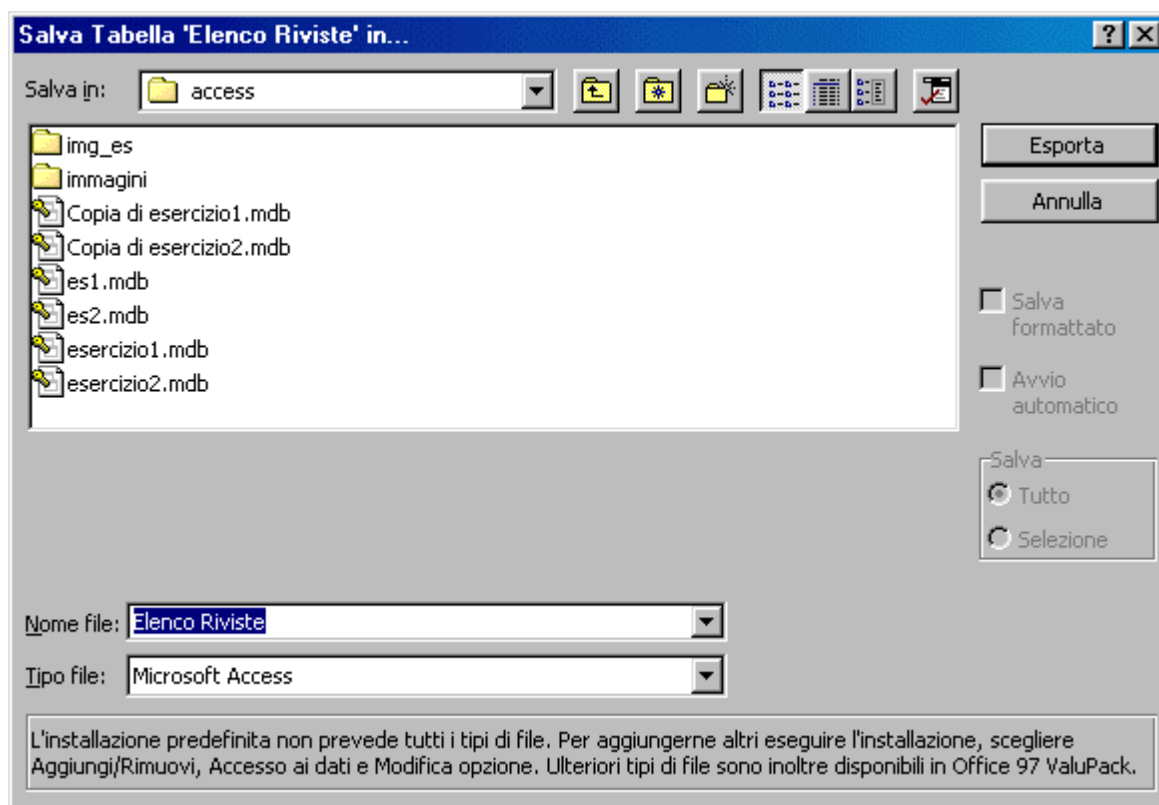 Salva Tabella 'Elenco Riviste' in...
Salva in:
access
img_es
immagini
Copia di esercizio1.mdb
Copia di esercizio2.mdb
es1.mdb
es2.mdb
esercizio1.mdb
esercizio2.mdb
Esporta
Annulla
Salva
formattato
Avvio
automatico
Salva
Tutto
Selezione
Nome file:
Elenco Riviste
Tipo file:
Microsoft Access
L'installazione predefinita non prevede tutti i tipi di file. Per aggiungerne altri eseguire l'installazione, scegliere
Aggiungi/Rimuovi, Accesso ai dati e Modifica opzione. Ulteriori tipi di file sono inoltre disponibili in Office 97 ValuPack.